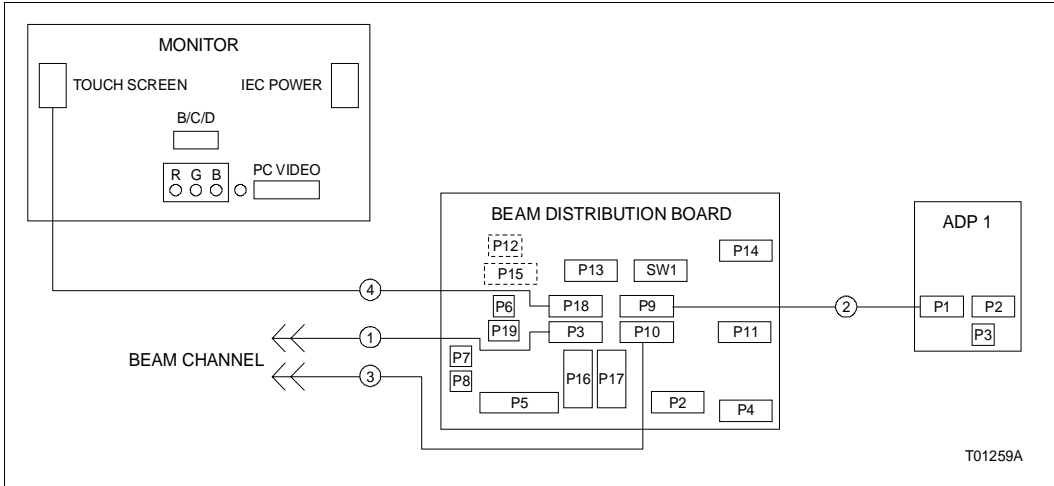 MONITOR
TOUCH SCREEN
IEC POWER
B/C/D
R G B
PC VIDEO
BEAM DISTRIBUTION BOARD
ADP 1
P12
P14
P15
P13
SW1
4
P6
P18
P9
2
P1
P2
P19
P3
P10
P11
P3
1
BEAM CHANNEL
P7
3
P8
P16
P17
P5
P2
P4
T01259A